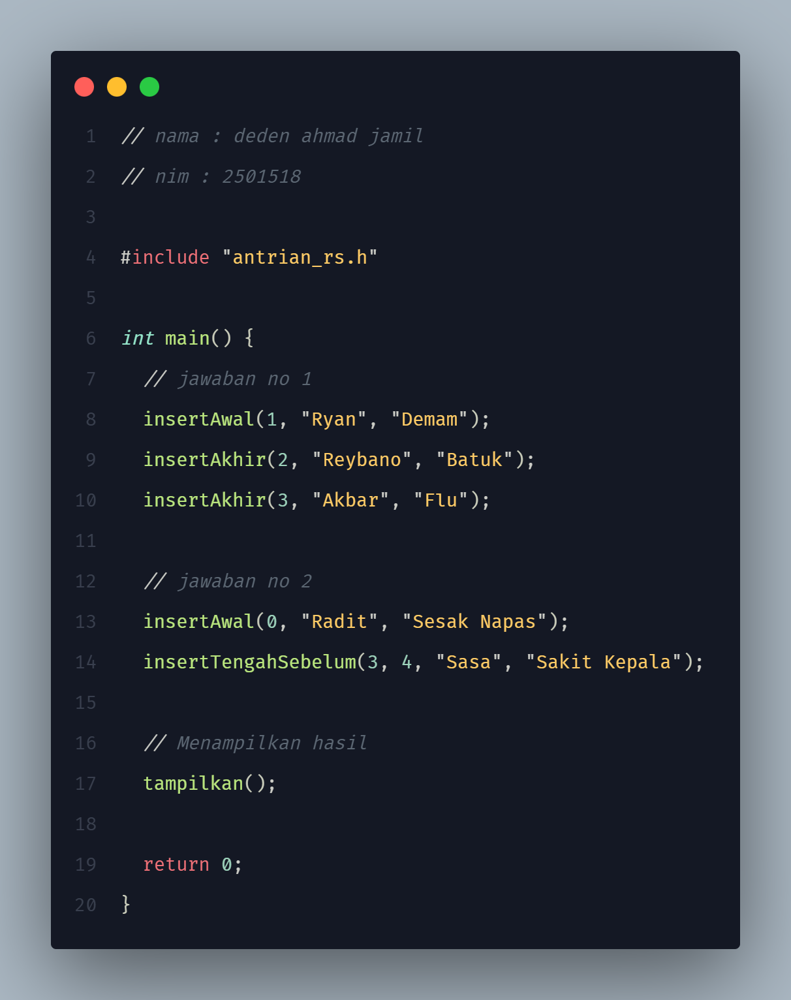 1 // nama : deden ahmad jamil
2 // nim : 2501518
3
4 #include "antrian_rs.h"
5
6 int main() {
7   // jawaban no 1
8   insertAwal(1, "Ryan", "Demam");
9   insertAkhir(2, "Reybano", "Batuk");
10   insertAkhir(3, "Akbar", "Flu");
11
12   // jawaban no 2
13   insertAwal(0, "Radit", "Sesak Napas");
14   insertTengahSebelum(3, 4, "Sasa", "Sakit Kepala");
15
16   // Menampilkan hasil
17   tampilkan();
18
19   return 0;
20 }